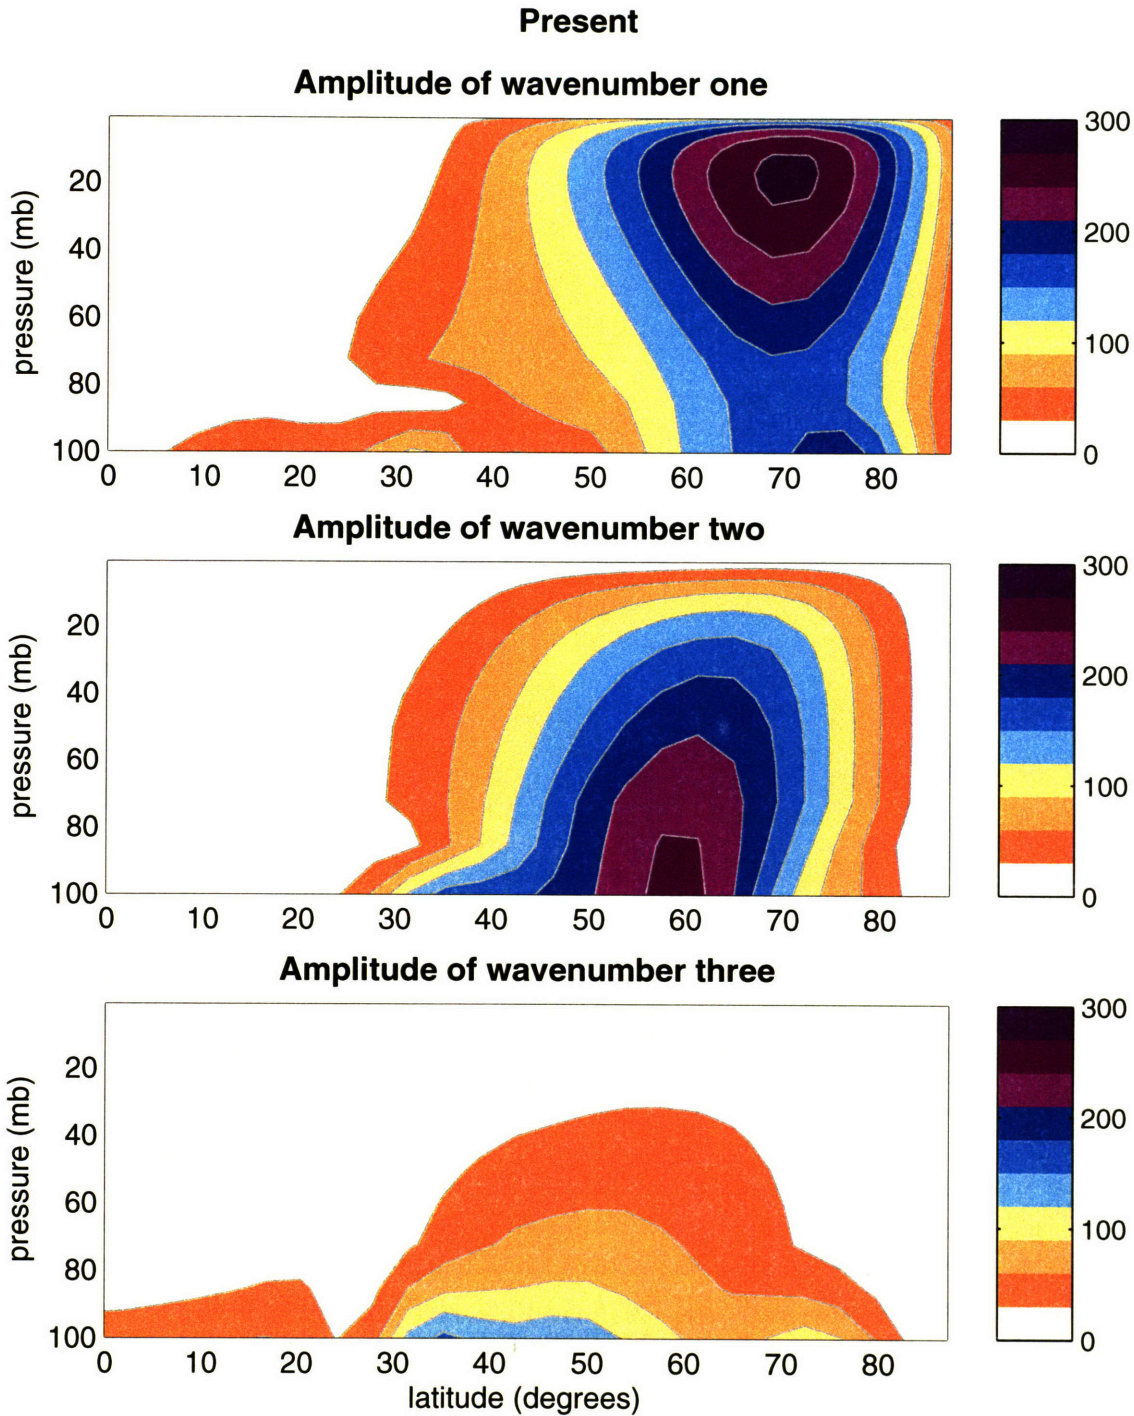 Present
Amplitude of wavenumber one
pressure (mb)
20
40
60
80
100
0 10 20 30 40 50 60 70 80
300
200
100
0
Amplitude of wavenumber two
pressure (mb)
20
40
60
80
100
0 10 20 30 40 50 60 70 80
300
200
100
0
Amplitude of wavenumber three
pressure (mb)
20
40
60
80
100
0 10 20 30 40 50 60 70 80
latitude (degrees)
300
200
100
0